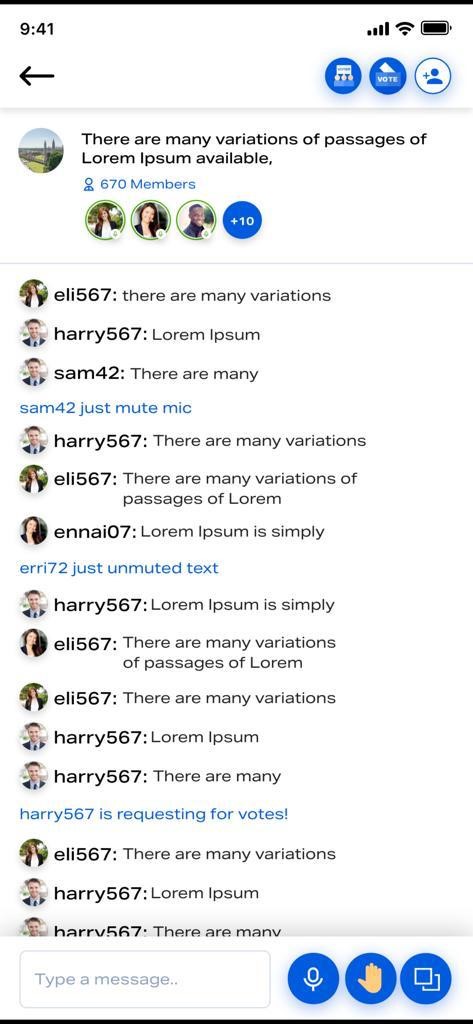 9:41
VOTE
There are many variations of passages of
Lorem Ipsum available,
670 Members
+10
eli567: there are many variations
harry567: Lorem Ipsum
sam42: There are many
sam42 just mute mic
harry567: There are many variations
eli567: There are many variations of
passages of Lorem
ennai07: Lorem Ipsum is simply
erri72 just unmuted text
harry567: Lorem Ipsum is simply
eli567: There are many variations
of passages of Lorem
eli567: There are many variations
harry567: Lorem Ipsum
harry567: There are many
harry567 is requesting for votes!
eli567: There are many variations
harry567: Lorem Ipsum
harry567: There are many
Type a message..